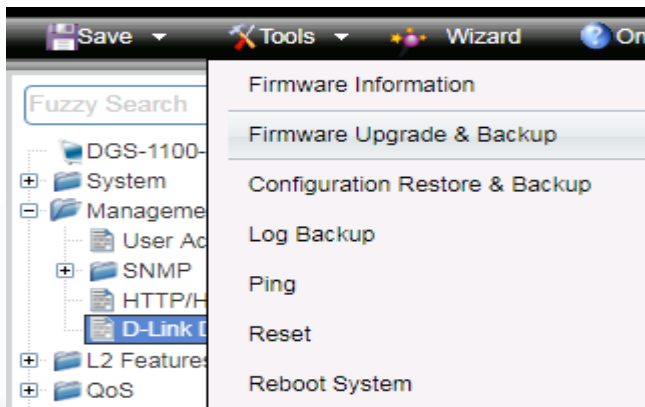 Save Tools Wizard On
Fuzzy Search
DGS-1100-
System
Manageme
User Ac
SNMP
HTTP/H
D-Link D
L2 Features
QoS
Firmware Information
Firmware Upgrade & Backup
Configuration Restore & Backup
Log Backup
Ping
Reset
Reboot System